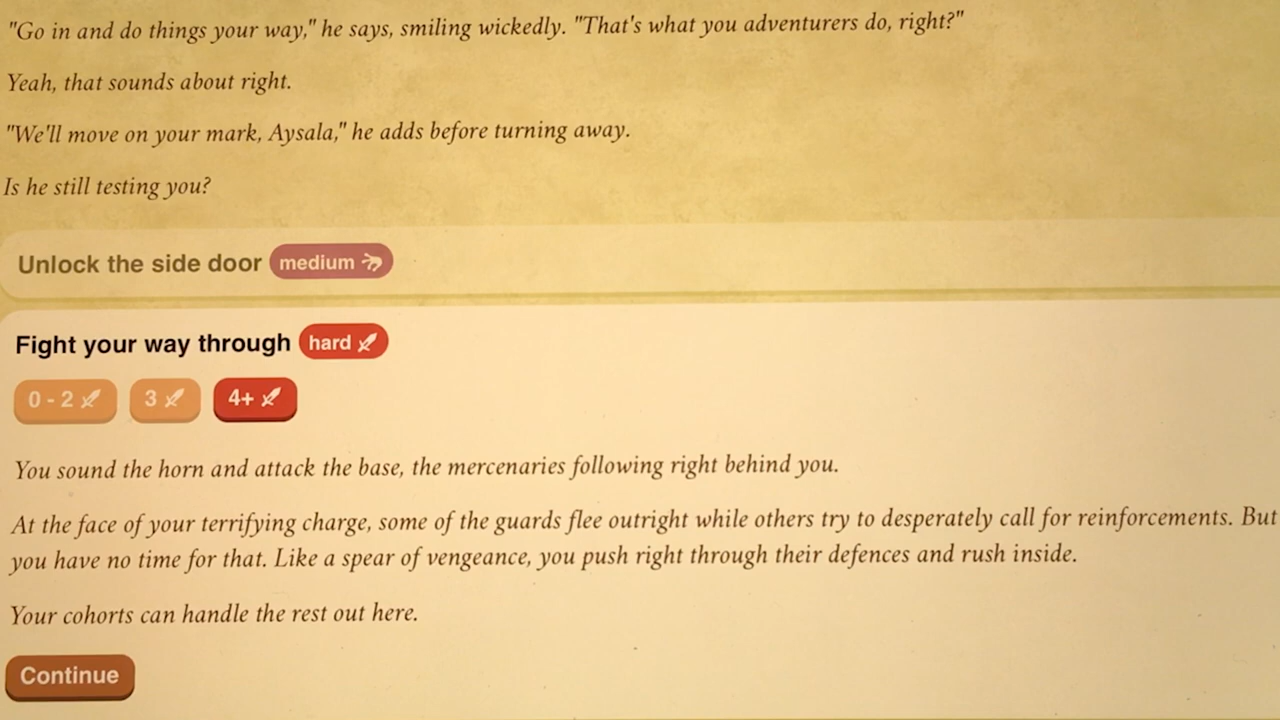 "Go in and do things your way," he says, smiling wickedly. "That's what you adventurers do, right?"
Yeah, that sounds about right.
"We'll move on your mark, Aysala," he adds before turning away.
Is he still testing you?
Unlock the side door medium
Fight your way through hard
0 - 2 3 4+
You sound the horn and attack the base, the mercenaries following right behind you.
At the face of your terrifying charge, some of the guards flee outright while others try to desperately call for reinforcements. But
you have no time for that. Like a spear of vengeance, you push right through their defences and rush inside.
Your cohorts can handle the rest out here.
Continue